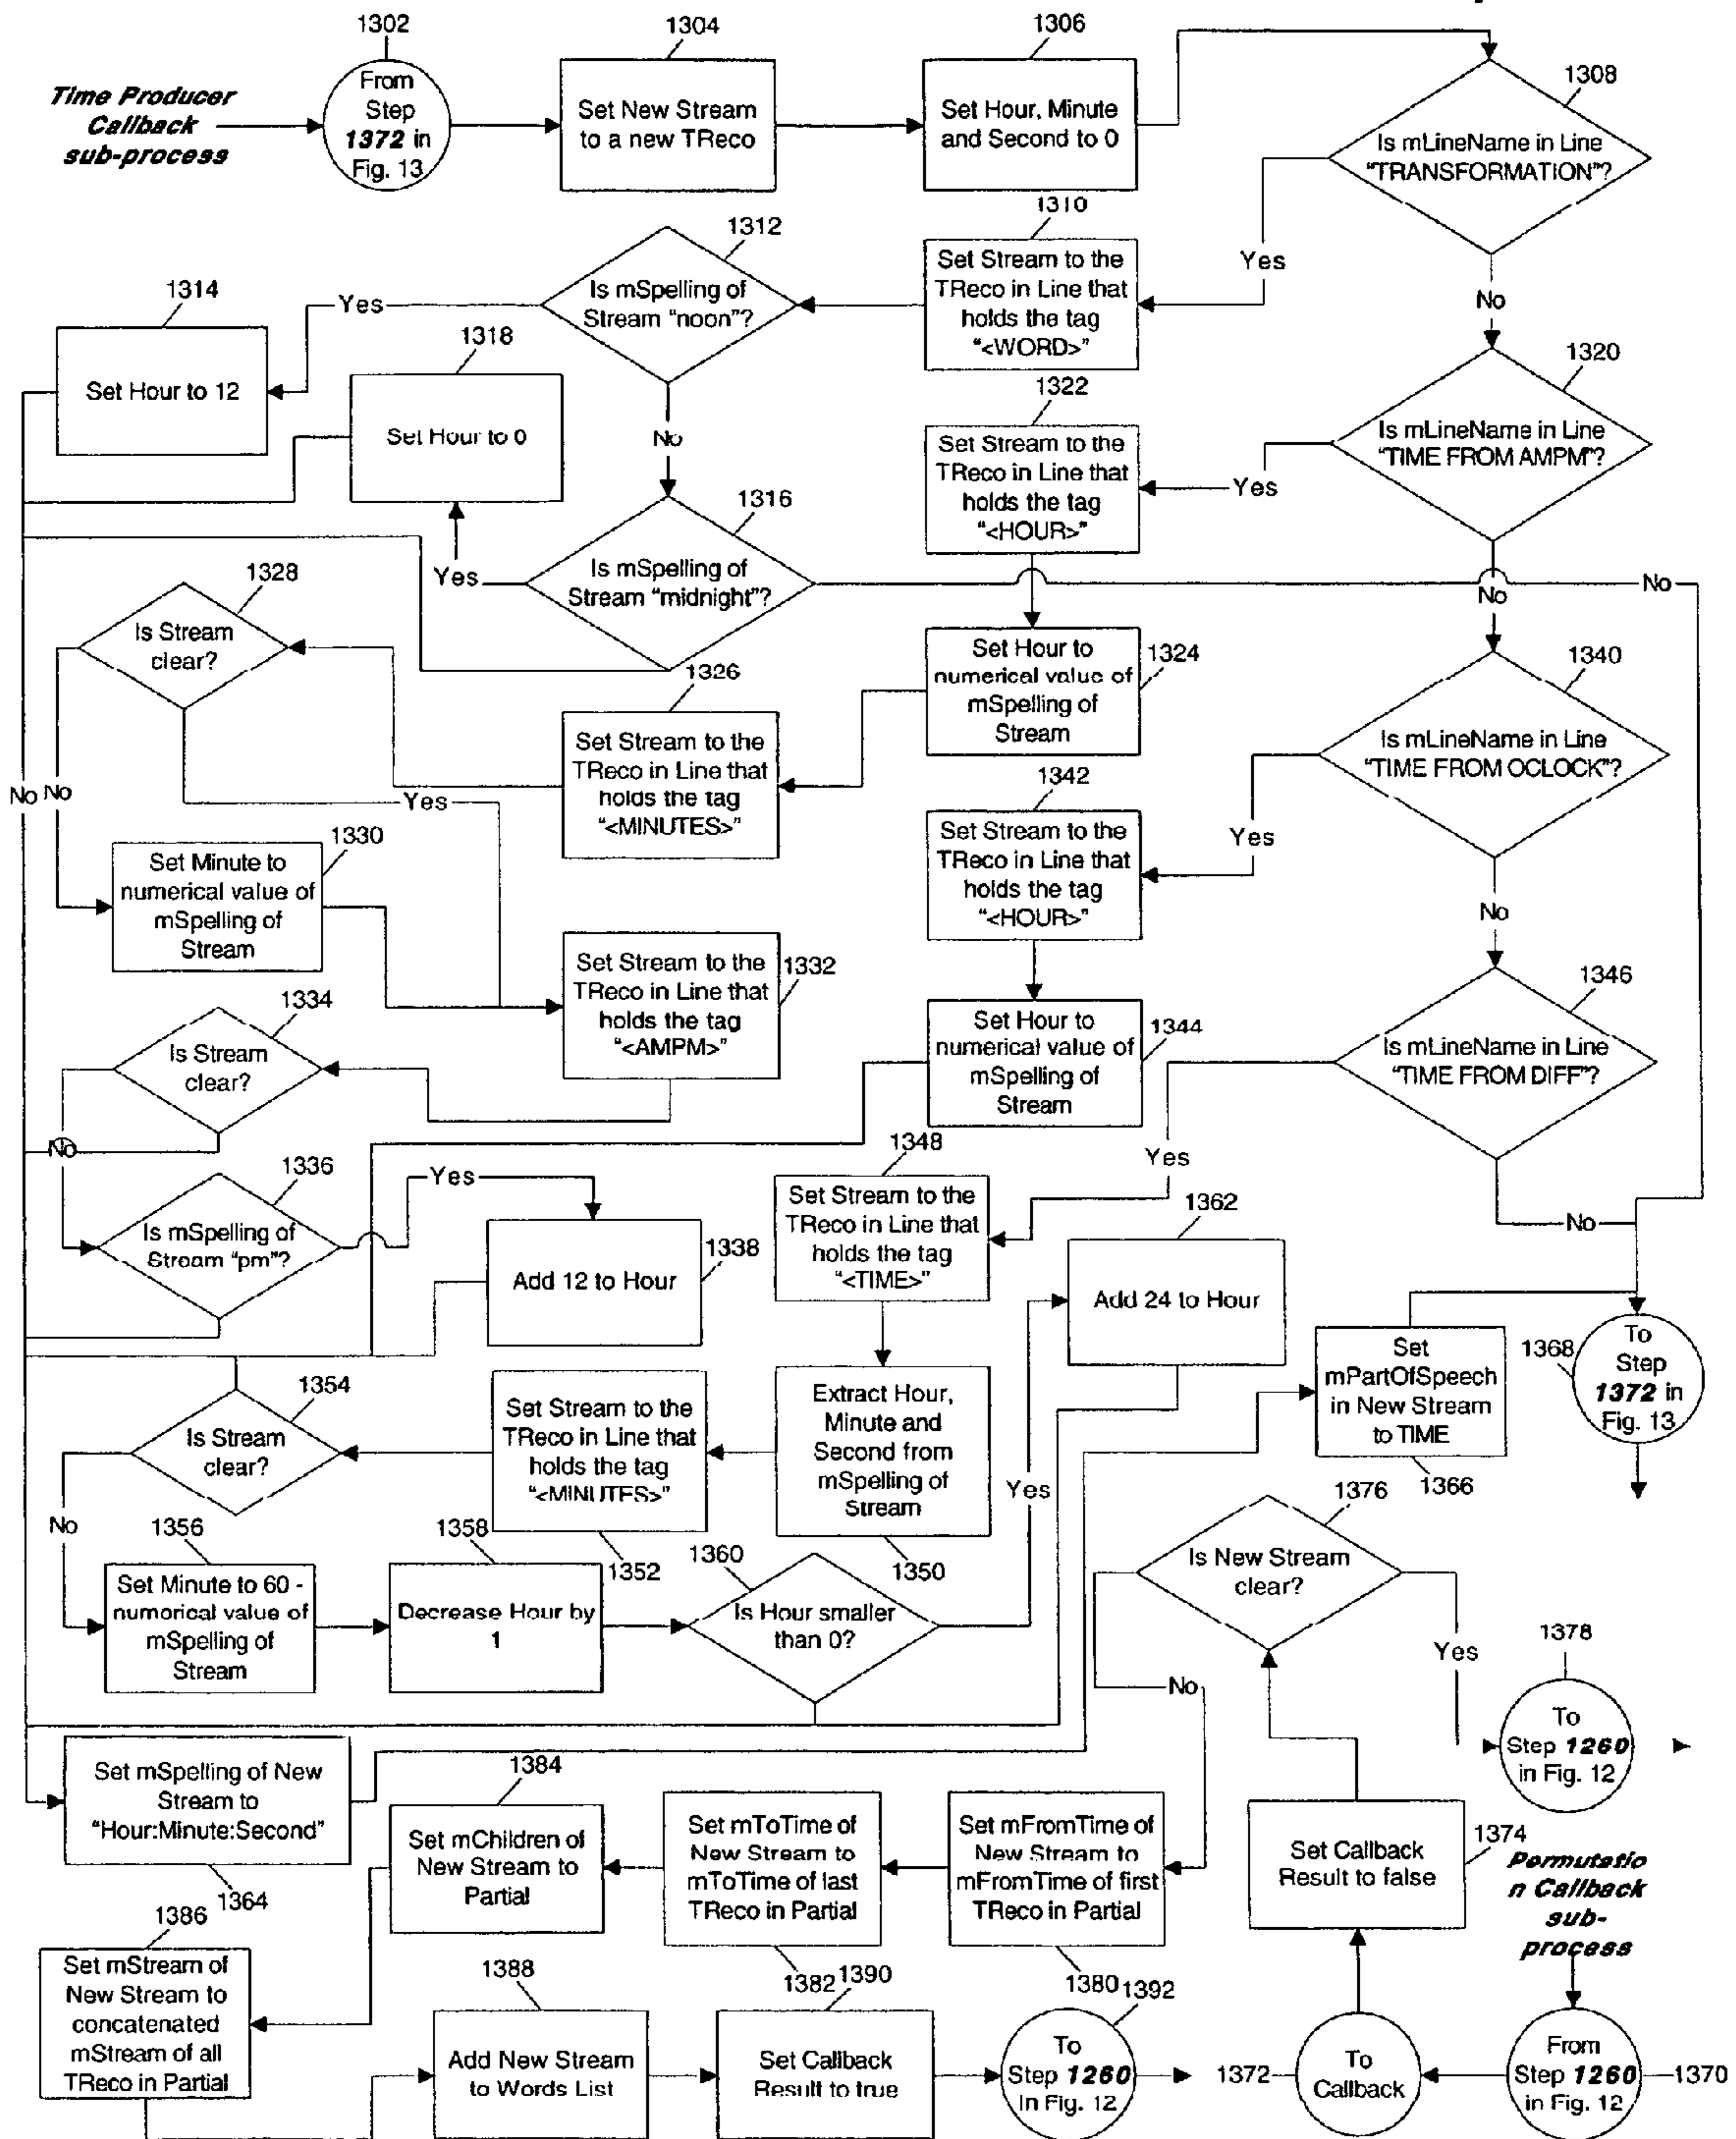 1302
1304
1306
1308
Time Producer
Callback
sub-process
From
Step
1372 in
Fig. 13
Set New Stream
to a new TReco
Set Hour, Minute
and Second to 0
Is mLineName in Line
"TRANSFORMATION"?
Yes
No
1310
Set Stream to the
TReco in Line that
holds the tag
"<WORD>"
1312
Is mSpelling of
Stream "noon"?
Yes
No
1314
Set Hour to 12
1318
Set Hour to 0
1316
Is mSpelling of
Stream "midnight"?
Yes
No
1320
Is mLineName in Line
"TIME FROM AMPM"?
Yes
No
1322
Set Stream to the
TReco in Line that
holds the tag
"<HOUR>"
1324
Set Hour to
numerical value of
mSpelling of
Stream
1326
Set Stream to the
TReco in Line that
holds the tag
"<MINUTES>"
1328
Is Stream
clear?
No
No
Yes
1330
Set Minute to
numerical value of
mSpelling of
Stream
1332
Set Stream to the
TReco in Line that
holds the tag
"<AMPM>"
1334
Is Stream
clear?
No
1336
Is mSpelling of
Stream "pm"?
Yes
1338
Add 12 to Hour
1340
Is mLineName in Line
"TIME FROM OCLOCK"?
Yes
No
1342
Set Stream to the
TReco in Line that
holds the tag
"<HOUR>"
1344
Set Hour to
numerical value of
mSpelling of
Stream
1346
Is mLineName in Line
"TIME FROM DIFF"?
Yes
No
1348
Set Stream to the
TReco in Line that
holds the tag
"<TIME>"
1350
Extract Hour,
Minute and
Second from
mSpelling of
Stream
1352
Set Stream to the
TReco in Line that
holds the tag
"<MINUTES>"
1354
Is Stream
clear?
No
1356
Set Minute to 60 -
numorical value of
mSpelling of
Stream
1358
Decrease Hour by
1
1360
Is Hour smaller
than 0?
Yes
1362
Add 24 to Hour
1364
Set mSpelling of New
Stream to
"Hour:Minute:Second"
1366
Set
mPartOfSpeech
in New Stream
to TIME
1368
To
Step
1372 in
Fig. 13
1376
Is New Stream
clear?
No
Yes
1378
To
Step 1260
in Fig. 12
1374
Set Callback
Result to false
Permutatio
n Callback
sub-
process
1370
From
Step 1260
in Fig. 12
1372
To
Callback
1380
Set mFromTime of
New Stream to
mFromTime of first
TReco in Partial
1382
Set mToTime of
New Stream to
mToTime of last
TReco in Partial
1384
Set mChildren of
New Stream to
Partial
1386
Set mStream of
New Stream to
concatenated
mStream of all
TReco in Partial
1388
Add New Stream
to Words List
1390
Set Callback
Result to true
1392
To
Step 1260
In Fig. 12